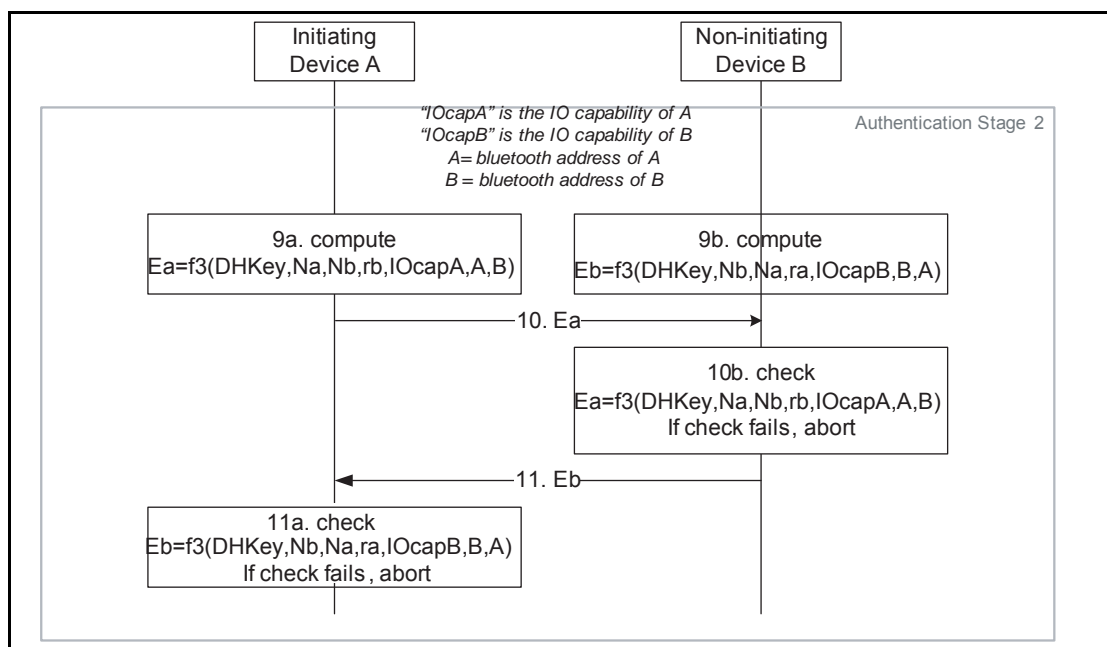 Initiating
Device A
Non-initiating
Device B
“IOcapA” is the IO capability of A
“IOcapB” is the IO capability of B
A= bluetooth address of A
B = bluetooth address of B
Authentication Stage 2
9a. compute
Ea=f3(DHKey,Na,Nb,rb,IOcapA,A,B)
9b. compute
Eb=f3(DHKey,Nb,Na,ra,IOcapB,B,A)
10. Ea
10b. check
Ea=f3(DHKey,Na,Nb,rb,IOcapA,A,B)
If check fails, abort
11. Eb
11a. check
Eb=f3(DHKey,Nb,Na,ra,IOcapB,B,A)
If check fails, abort